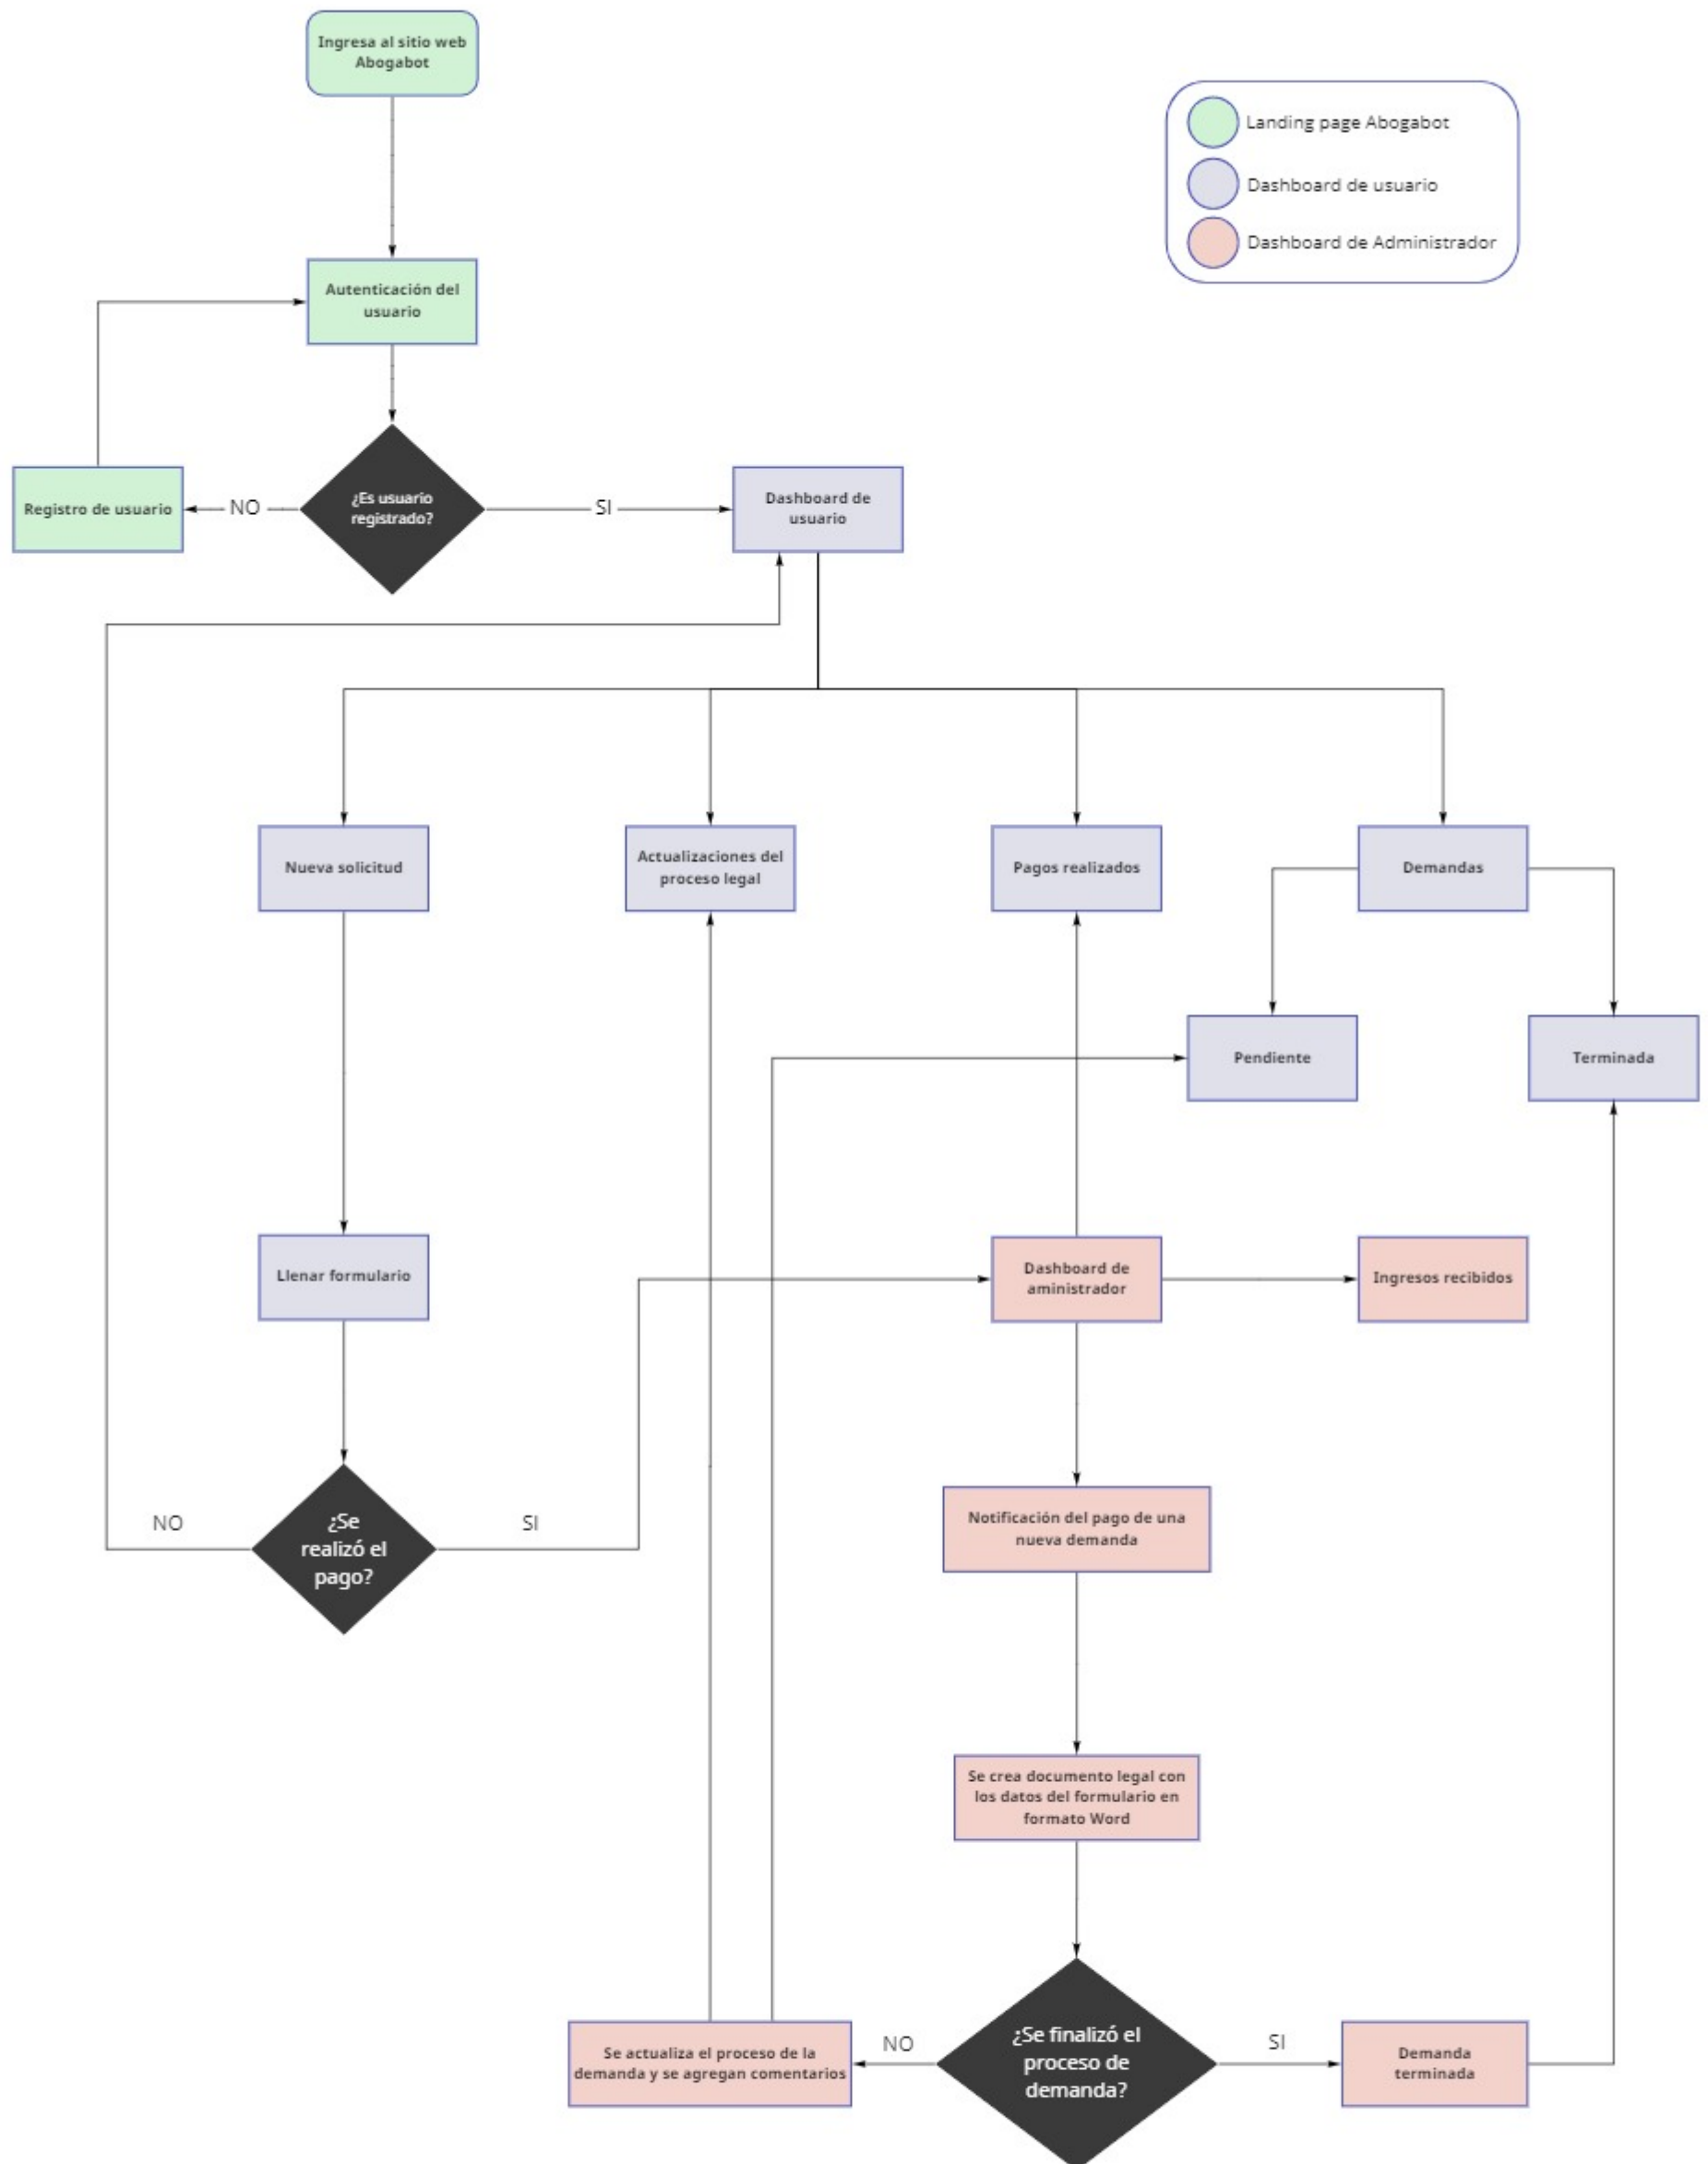 Ingresa al sitio web
Abogabot
Landing page Abogabot
Dashboard de usuario
Dashboard de Administrador
Autenticación del
usuario
¿Es usuario
registrado?
NO
SI
Registro de usuario
Dashboard de
usuario
Nueva solicitud
Actualizaciones del
proceso legal
Pagos realizados
Demandas
Pendiente
Terminada
Llenar formulario
Dashboard de
aministrador
Ingresos recibidos
¿Se
realizó el
pago?
NO
SI
Notificación del pago de una
nueva demanda
Se crea documento legal con
los datos del formulario en
formato Word
¿Se finalizó el
proceso de
demanda?
NO
SI
Se actualiza el proceso de la
demanda y se agregan comentarios
Demanda
terminada